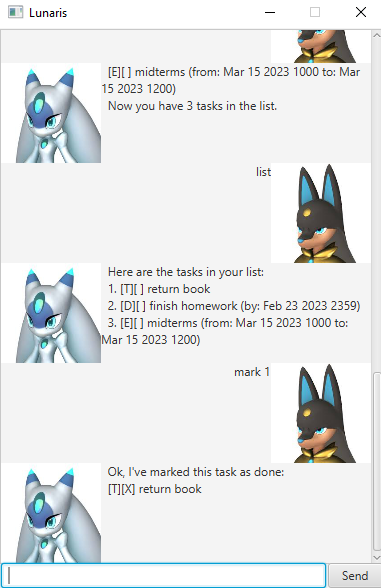 Lunaris
[E][ ] midterms (from: Mar 15 2023 1000 to: Mar
15 2023 1200)
Now you have 3 tasks in the list.
list
Here are the tasks in your list:
1. [T][ ] return book
2. [D][ ] finish homework (by: Feb 23 2023 2359)
3. [E][ ] midterms (from: Mar 15 2023 1000 to:
Mar 15 2023 1200)
mark 1
Ok, I've marked this task as done:
[T][X] return book
Send